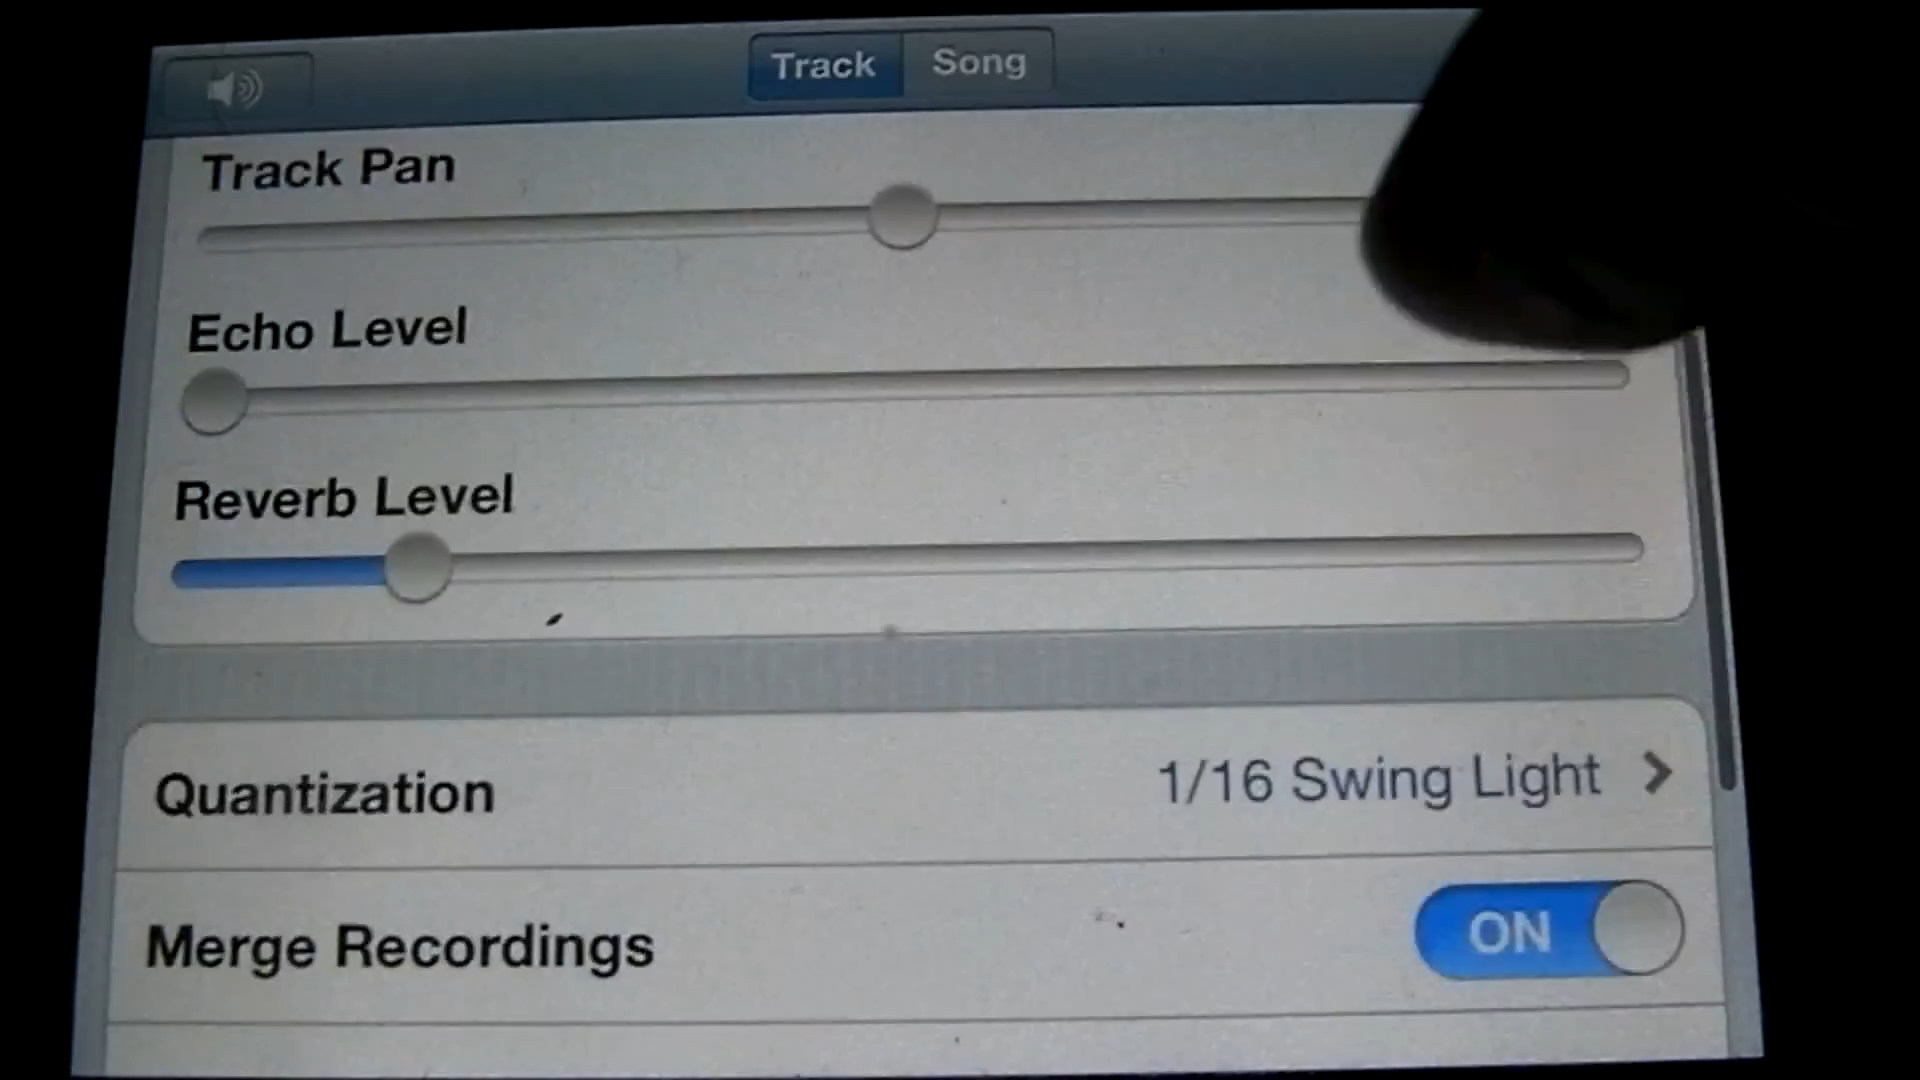 Track Song
Track Pan
Echo Level
Reverb Level
Quantization 1/16 Swing Light
Merge Recordings ON